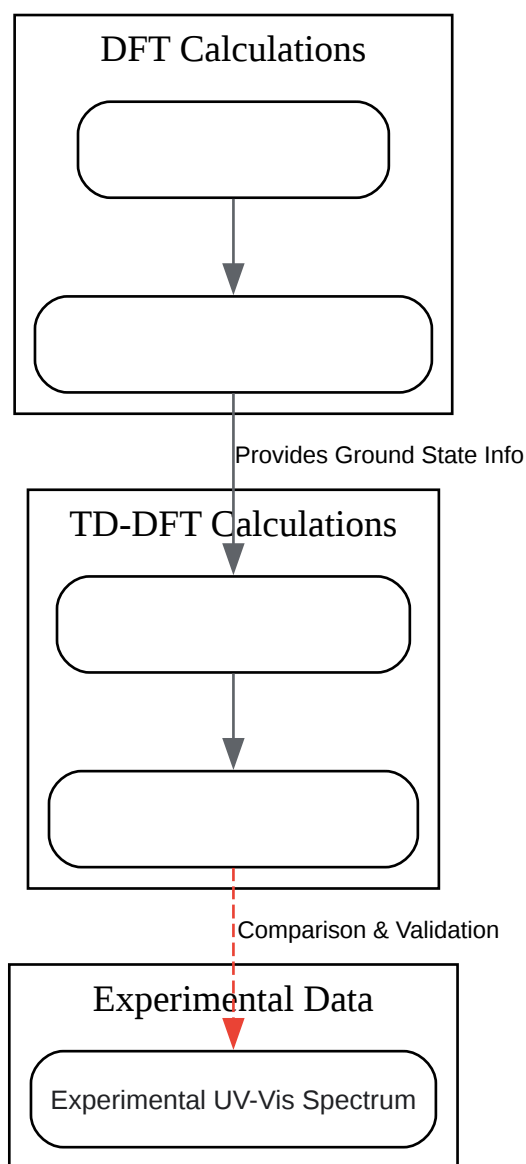 DFT Calculations
Provides Ground State Info
TD-DFT Calculations
Comparison & Validation
Experimental Data
Experimental UV-Vis Spectrum